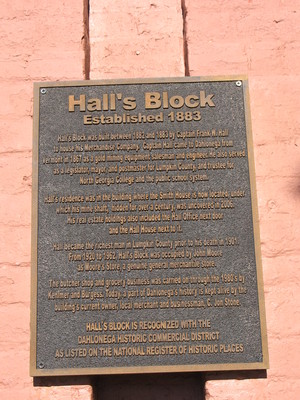 Hall's Block
Established 1883
Hall's Block was built between 1882 and 1883 by Captain Frank W. Hall
to house his Merchandise Company. Captain Hall came to Dahlonega from
Vermont in 1867 as a gold mining equipment salesman and engineer. He also served
as a legislator, mayor, and postmaster for Lumpkin County, and trustee for
North Georgia College and the public school system.
Hall's residence was in the building where the Smith House is now located, under
which his mine shaft, hidden for over a century, was uncovered in 2006.
His real estate holdings also included the Hall Office next door
and the Hall House next to it.
Hall became the richest man in Lumpkin County prior to his death in 1901.
From 1920 to 1962, Hall's Block was occupied by John Moore
as Moore's Store, a genuine general merchandise store.
The butcher shop and grocery business was carried on through the 1980's by
Kenimer and Burgess. Today, a part of Dahlonega's history is kept alive by the
building's current owner, local merchant and businessman, C. Jon Stone.
HALL'S BLOCK IS RECOGNIZED WITH THE
DAHLONEGA HISTORIC COMMERCIAL DISTRICT
AS LISTED ON THE NATIONAL REGISTER OF HISTORIC PLACES